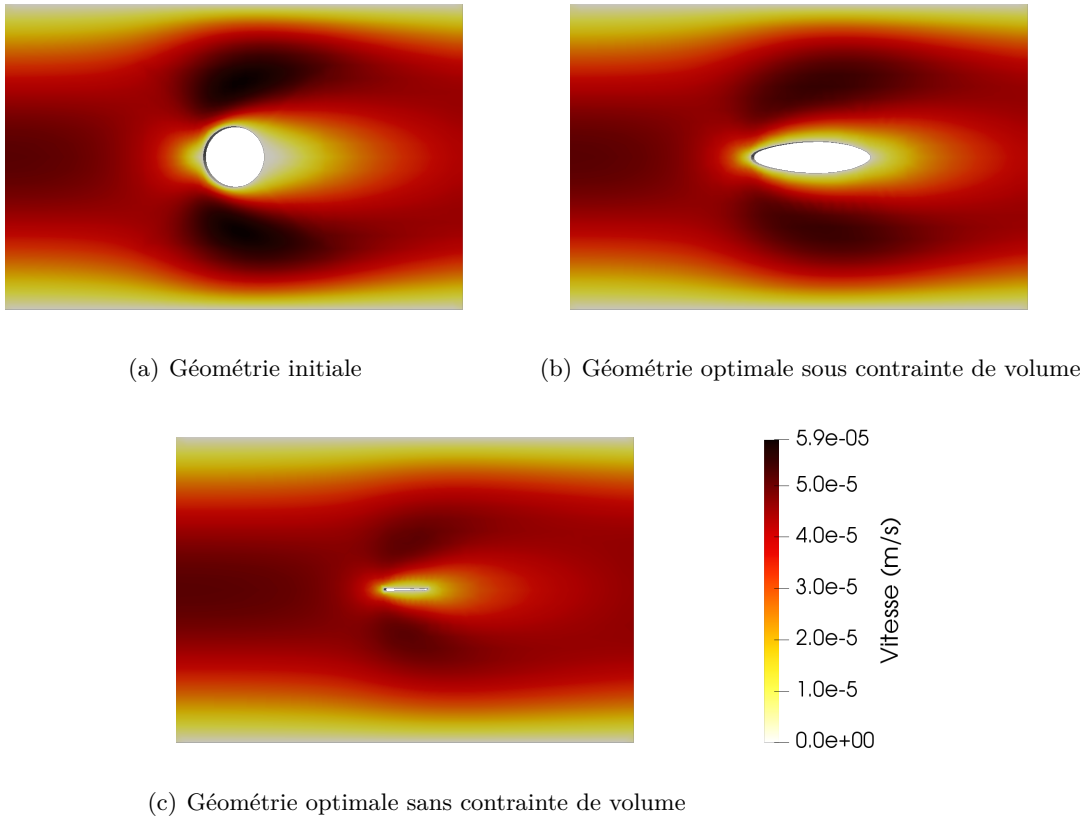 (a) Géométrie initiale
(b) Géométrie optimale sous contrainte de volume
5.9e-05
5.0e-5
4.0e-5
3.0e-5
2.0e-5
1.0e-5
0.0e+00
Vitesse (m/s)
(c) Géométrie optimale sans contrainte de volume